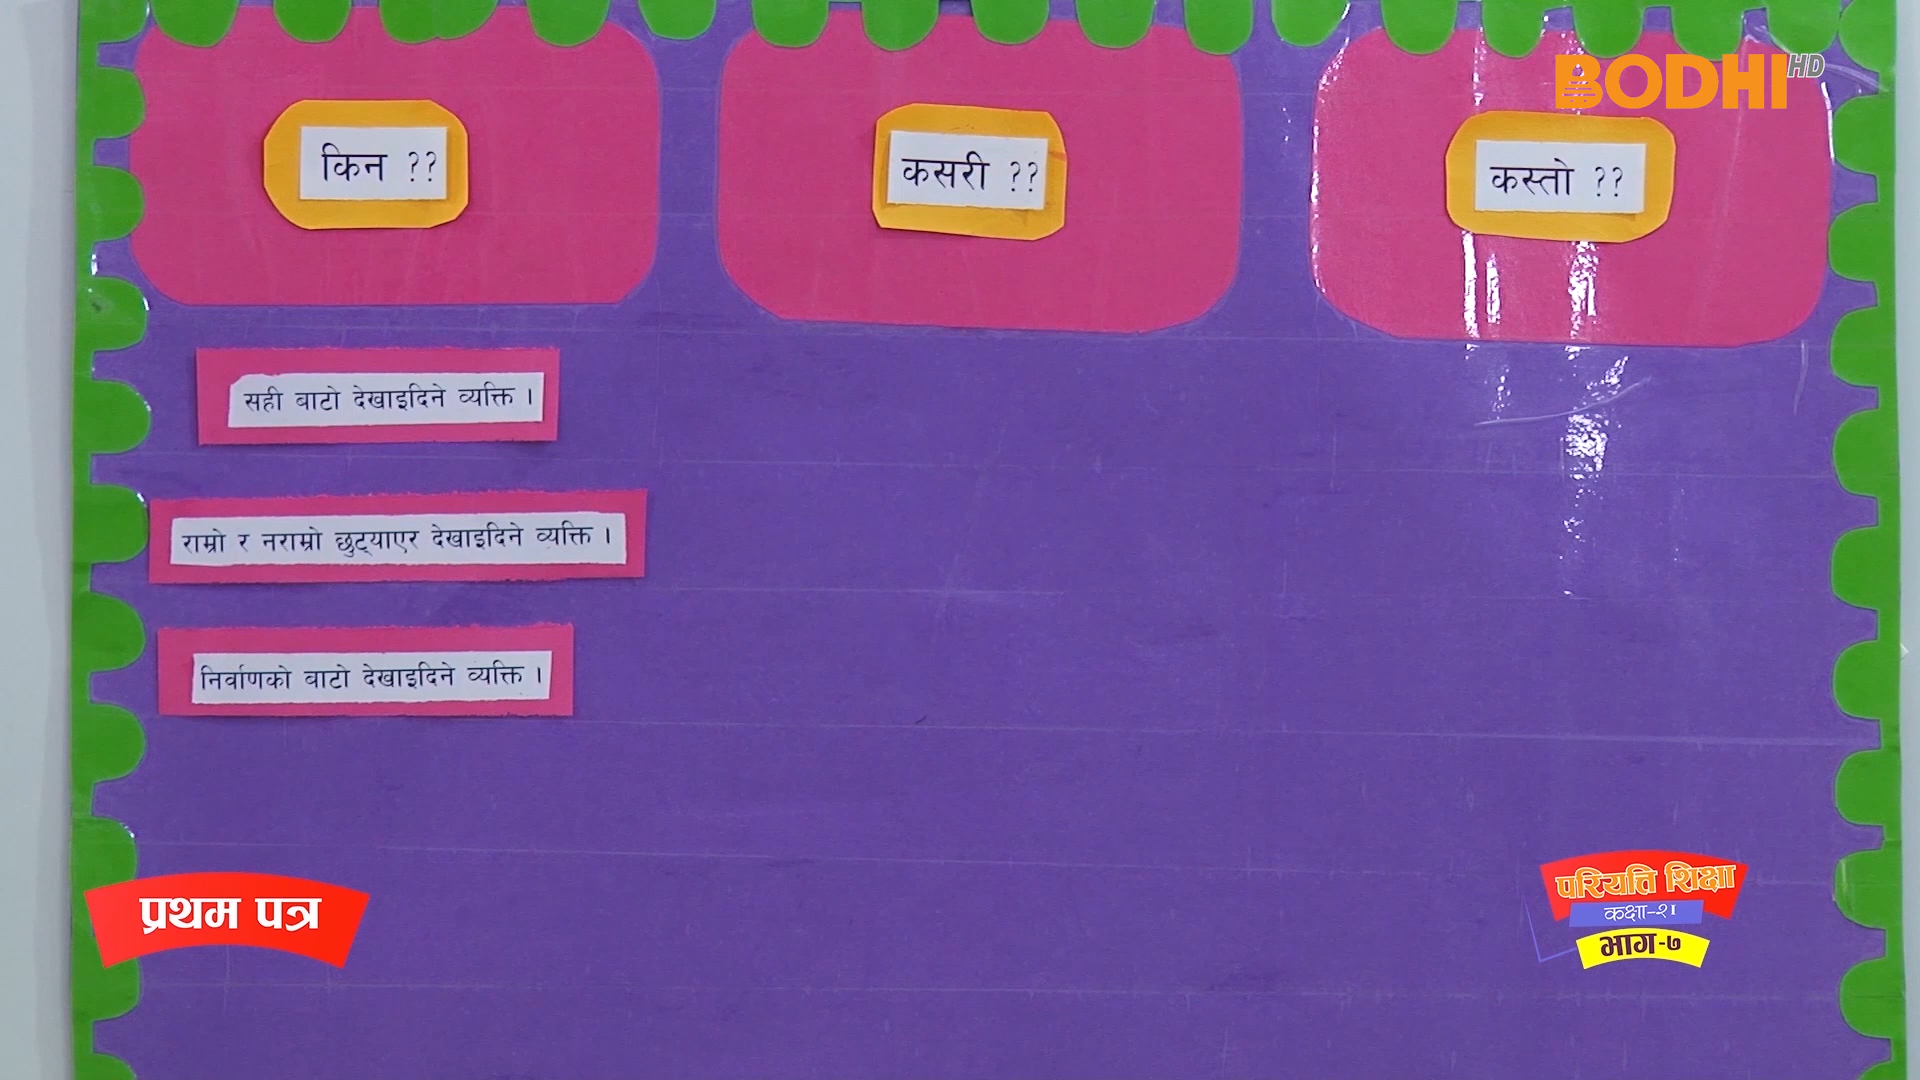 BODHI HD
किन ??
कसरी ??
कस्तो ??
सही बाटो देखाइदिने व्यक्ति ।
राम्रो र नराम्रो छुट्याएर देखाइदिने व्यक्ति ।
निर्वाणको बाटो देखाइदिने व्यक्ति ।
प्रथम पत्र
परियत्ति शिक्षा
कक्षा-२।
भाग-७